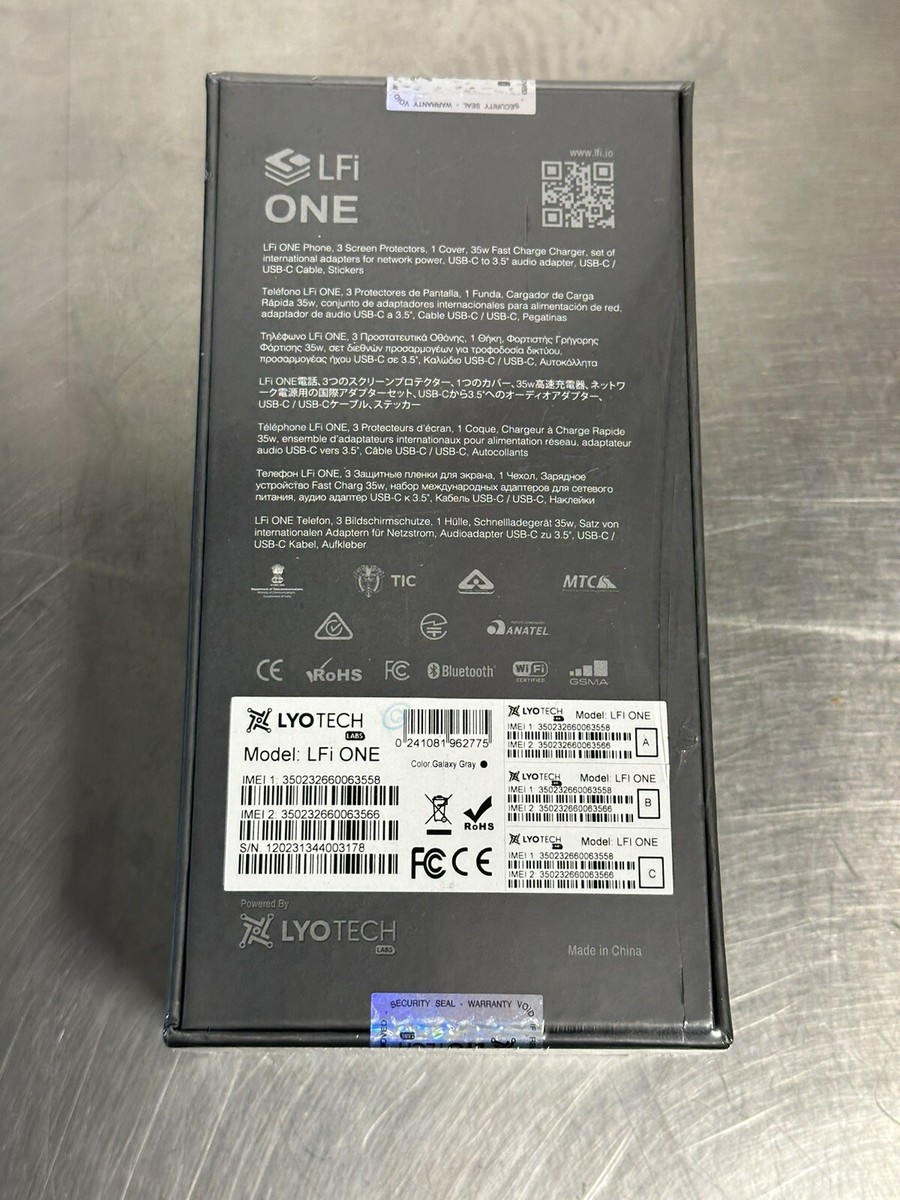 SECURITY SEAL - WARRANTY VOID
www.lfi.io
LFi
ONE
LFi ONE Phone, 3 Screen Protectors, 1 Cover, 35w Fast Charge Charger, set of
international adapters for network power, USB-C to 3.5" audio adapter, USB-C /
USB-C Cable, Stickers
Teléfono LFi ONE, 3 Protectores de Pantalla, 1 Funda, Cargador de Carga
Rápida 35w, conjunto de adaptadores internacionales para alimentación de red,
adaptador de audio USB-C a 3.5", Cable USB-C / USB-C, Pegatinas
Τηλέφωνο LFi ONE, 3 Προστατευτικά Οθόνης, 1 Θήκη, Φορτιστής Γρήγορης
Φόρτισης 35w, σετ διεθνών προσαρμογέων για τροφοδοσία δικτύου,
προσαρμογέας ήχου USB-C σε 3.5", Καλώδιο USB-C / USB-C, Αυτοκόλλητα
LFi ONE電話、3つのスクリーンプロテクター、1つのカバー、35w高速充電器、ネットワ
ーク電源用の国際アダプターセット、USB-Cから3.5"へのオーディオアダプター、
USB-C / USB-Cケーブル、ステッカー
Téléphone LFi ONE, 3 Protecteurs d'écran, 1 Coque, Chargeur à Charge Rapide
35w, ensemble d'adaptateurs internationaux pour alimentation réseau, adaptateur
audio USB-C vers 3.5", Câble USB-C / USB-C, Autocollants
Телефон LFi ONE, 3 Защитные пленки для экрана, 1 Чехол, Зарядное
устройство Fast Charg 35w, набор международных адаптеров для сетевого
питания, аудио адаптер USB-C к 3.5", Кабель USB-C / USB-C, Наклейки
LFi ONE Telefon, 3 Bildschirmschutze, 1 Hülle, Schnellladegerät 35w, Satz von
internationalen Adaptern für Netzstrom, Audioadapter USB-C zu 3.5", USB-C /
USB-C Kabel, Aufkleber
Department of Telecommunications
Ministry of Communications
Government of India
TIC
MTC
ANATEL
CE RoHS FC Bluetooth WiFi CERTIFIED GSMA
LYOTECH
LABS
Model: LFi ONE
IMEI 1: 350232660063558
IMEI 2: 350232660063566
S/N. 120231344003178
0 241081 962775
Color.Galaxy Gray
RoHS
FC CE
LYOTECH
Model: LFI ONE
IMEI 1: 350232660063558
IMEI 2: 350232660063566
A
LYOTECH
Model: LFI ONE
IMEI 1: 350232660063558
IMEI 2: 350232660063566
B
LYOTECH
Model: LFI ONE
IMEI 1: 350232660063558
IMEI 2: 350232660063566
C
Powered By
LYOTECH
LABS
Made in China
SECURITY SEAL - WARRANTY VOID